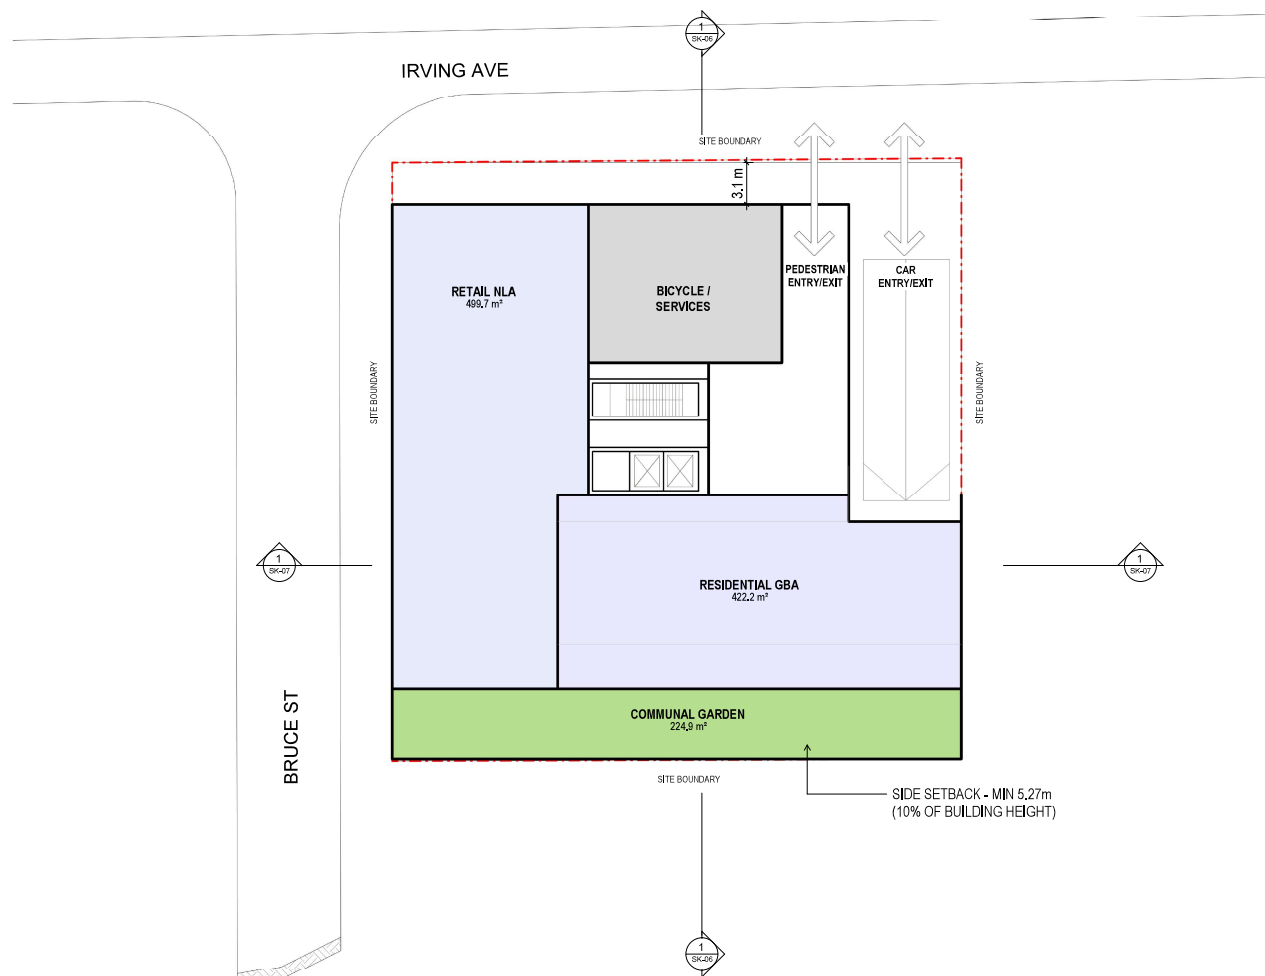 1
SK-06
IRVING AVE
SITE BOUNDARY
3.1 m
PEDESTRIAN
ENTRY/EXIT
CAR
ENTRY/EXIT
RETAIL NLA
499.7 m²
BICYCLE /
SERVICES
SITE BOUNDARY
SITE BOUNDARY
1
SK-07
1
SK-07
RESIDENTIAL GBA
422.2 m²
BRUCE ST
COMMUNAL GARDEN
224.9 m²
SITE BOUNDARY
SIDE SETBACK - MIN 5.27m
(10% OF BUILDING HEIGHT)
1
SK-06